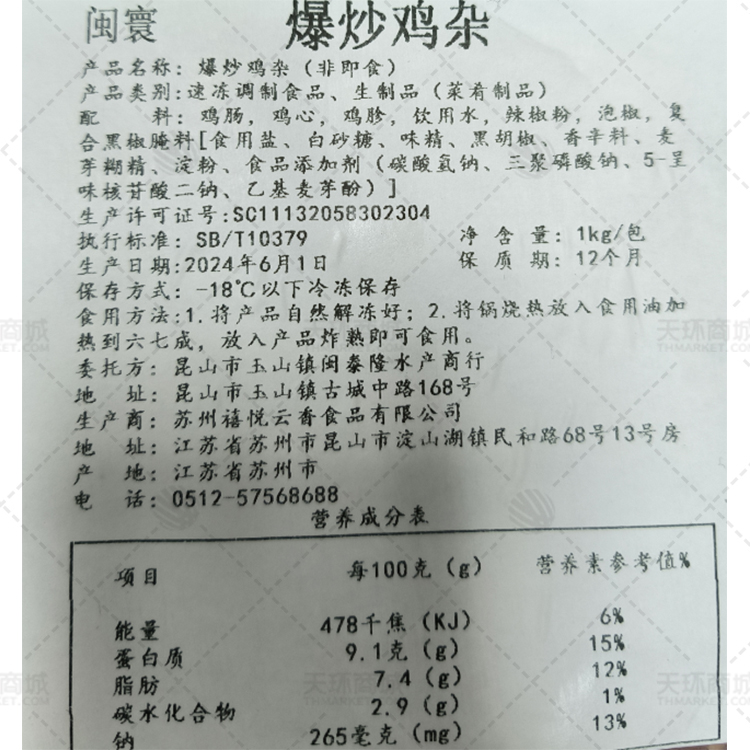 闽寰 爆炒鸡杂
产品名称: 爆炒鸡杂（非即食）
产品类别:速冻调制食品、生制品（菜肴制品）
配 料: 鸡肠，鸡心，鸡胗，饮用水，辣椒粉，泡椒，复
合黑椒腌料[食用盐、白砂糖、味精、黑胡椒、香辛料、麦
芽糊精、淀粉、食品添加剂（碳酸氢钠、三聚磷酸钠、5-呈
味核苷酸二钠、乙基麦芽酚）]
生产许可证号:SC11132058302304
执行标准: SB/T10379 净 含 量: 1kg/包
生产日期:2024年6月1日 保 质 期: 12个月
保存方式: -18℃以下冷冻保存
食用方法:1.将产品自然解冻好；2.将锅烧热放入食用油加
热到六七成，放入产品炸熟即可食用。
委托方: 昆山市玉山镇闽泰隆水产商行
地 址: 昆山市玉山镇古城中路168号
生产商: 苏州禧悦云香食品有限公司
地 址: 江苏省苏州市昆山市淀山湖镇民和路68号13号房
产 地: 江苏省苏州市
电 话: 0512-57568688
营养成分表
项目 每100克（g） 营养素参考值%
能量 478千焦（KJ） 6%
蛋白质 9.1克（g） 15%
脂肪 7.4（g） 12%
碳水化合物 2.9（g） 1%
钠 265毫克（mg） 13%
天环商城
THMARKET.COM